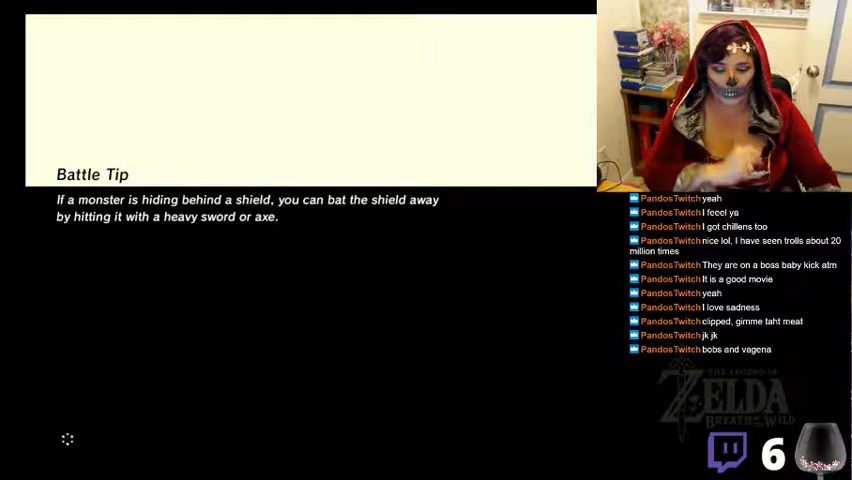 Battle Tip
If a monster is hiding behind a shield, you can bat the shield away
by hitting it with a heavy sword or axe.
PandosTwitch yeah
PandosTwitch I feeel ya
PandosTwitch I got chillens too
PandosTwitch nice lol, I have seen trolls about 20
million times
PandosTwitch They are on a boss baby kick atm
PandosTwitch It is a good movie
PandosTwitch yeah
PandosTwitch I love sadness
PandosTwitch clipped, gimme taht meat
PandosTwitch jk jk
PandosTwitch bobs and vagena
THE LEGEND OF
ZELDA
BREATH OF THE WILD
6